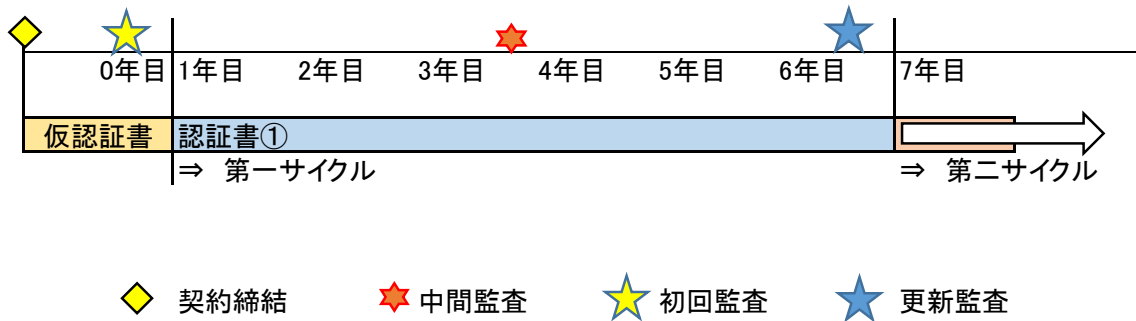 0年目 1年目 2年目 3年目 4年目 5年目 6年目 7年目
仮認証書 認証書①
⇒ 第一サイクル ⇒ 第二サイクル
契約締結 中間監査 初回監査 更新監査